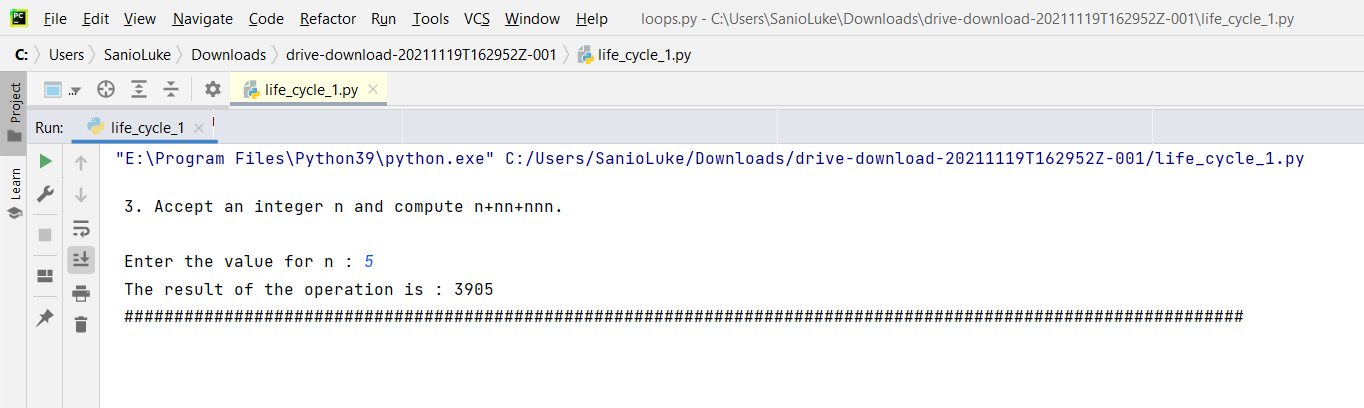 PC File Edit View Navigate Code Refactor Run Tools VCS Window Help loops.py - C:\Users\SanioLuke\Downloads\drive-download-20211119T162952Z-001\life_cycle_1.py
C: Users SanioLuke Downloads drive-download-20211119T162952Z-001 life_cycle_1.py
Project
life_cycle_1.py
Run: life_cycle_1
"E:\Program Files\Python39\python.exe" C:/Users/SanioLuke/Downloads/drive-download-20211119T162952Z-001/life_cycle_1.py
Learn
3. Accept an integer n and compute n+nn+nnn.
Enter the value for n : 5
The result of the operation is : 3905
################################################################################################################